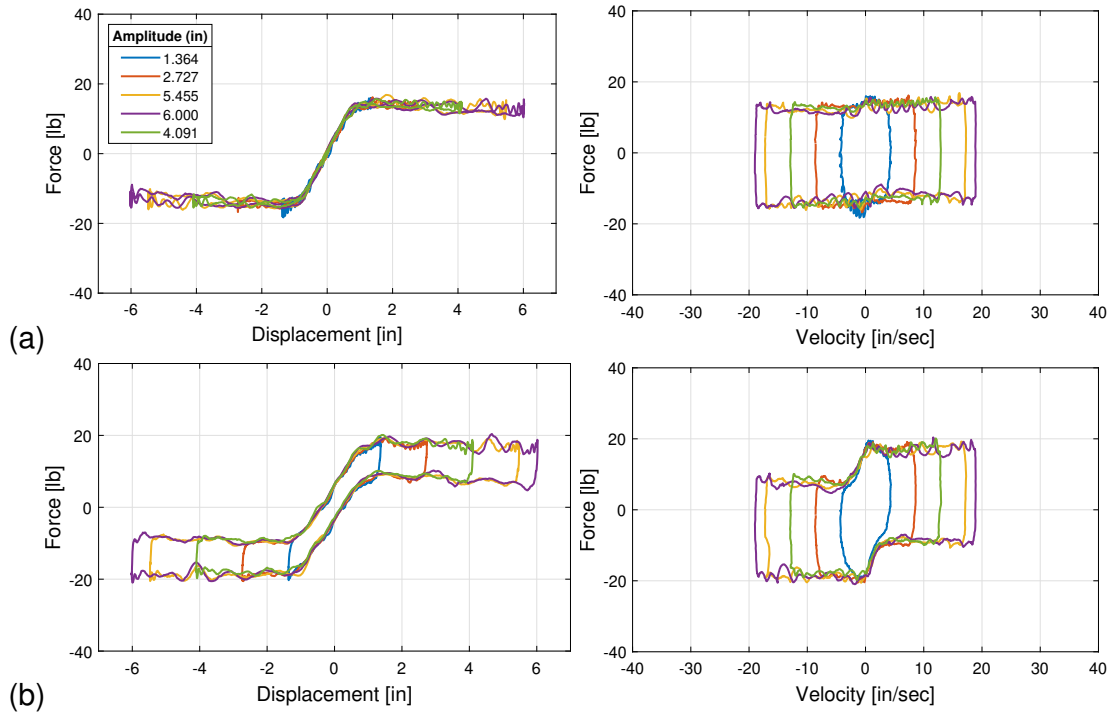 40
20
0
-20
-40
Force [lb]
Amplitude (in)
1.364
2.727
5.455
6.000
4.091
-6 -4 -2 0 2 4 6
Displacement [in]
(a)
40
20
0
-20
-40
Force [lb]
-40 -30 -20 -10 0 10 20 30 40
Velocity [in/sec]
40
20
0
-20
-40
Force [lb]
-6 -4 -2 0 2 4 6
Displacement [in]
(b)
40
20
0
-20
-40
Force [lb]
-40 -30 -20 -10 0 10 20 30 40
Velocity [in/sec]